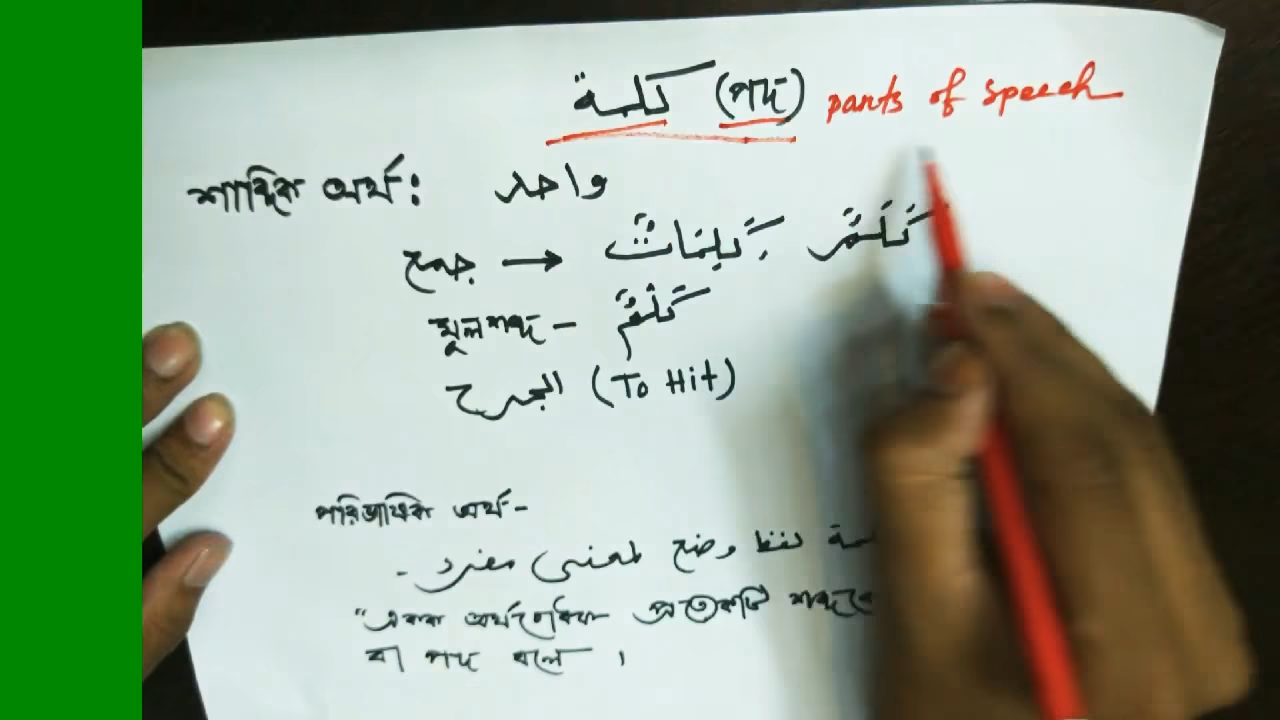 كلمة (পদ) parts of speech
শাব্দিক অর্থ: واحد
جمع → كَلِمَاتٌ, كَلِمٌ
মূলশব্দ - كَلْمٌ
الجرح (To Hit)
পারিভাষিক অর্থ-
لفظ وضع لمعنى مفرد .
"একক অর্থবোধক প্রত্যেকটি
বা পদ বলে ।